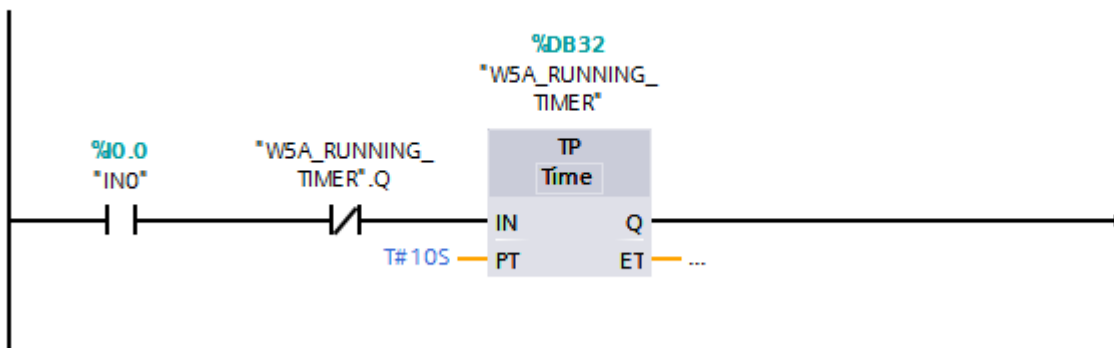 %DB32
"W5A_RUNNING_
TIMER"
%I0.0
"IN0"
"W5A_RUNNING_
TIMER".Q
TP
Time
IN
Q
T#10S
PT
ET
...